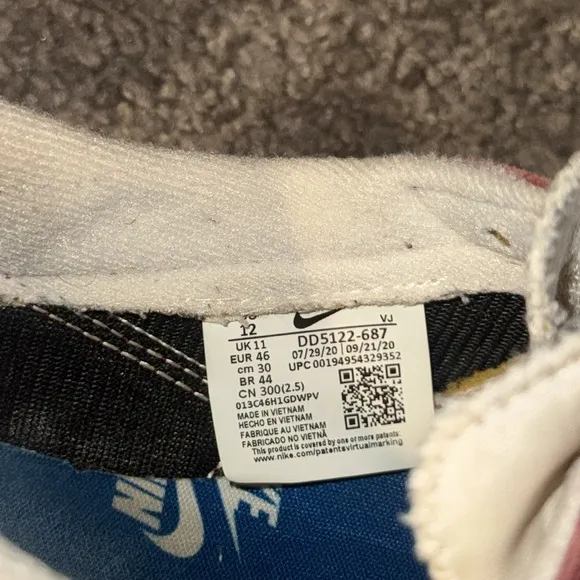 12
VJ
UK 11
DD5122-687
EUR 46
07/29/20 09/21/20
cm 30
UPC 00194954329352
BR 44
CN 300(2.5)
013C46H1GDWPV
MADE IN VIETNAM
HECHO EN VIETNAM
FABRIQUE AU VIETNAM
FABRICADO NO VIETNÃ
This product is covered by one or more patents.
www.nike.com/patentsvirtualmarking